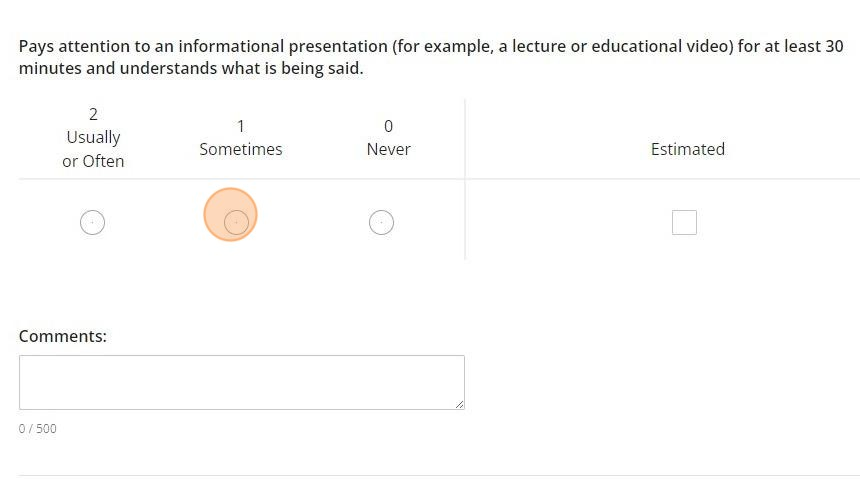 Pays attention to an informational presentation (for example, a lecture or educational video) for at least 30
minutes and understands what is being said.
2
Usually
or Often
1
Sometimes
0
Never
Estimated
Comments:
0 / 500